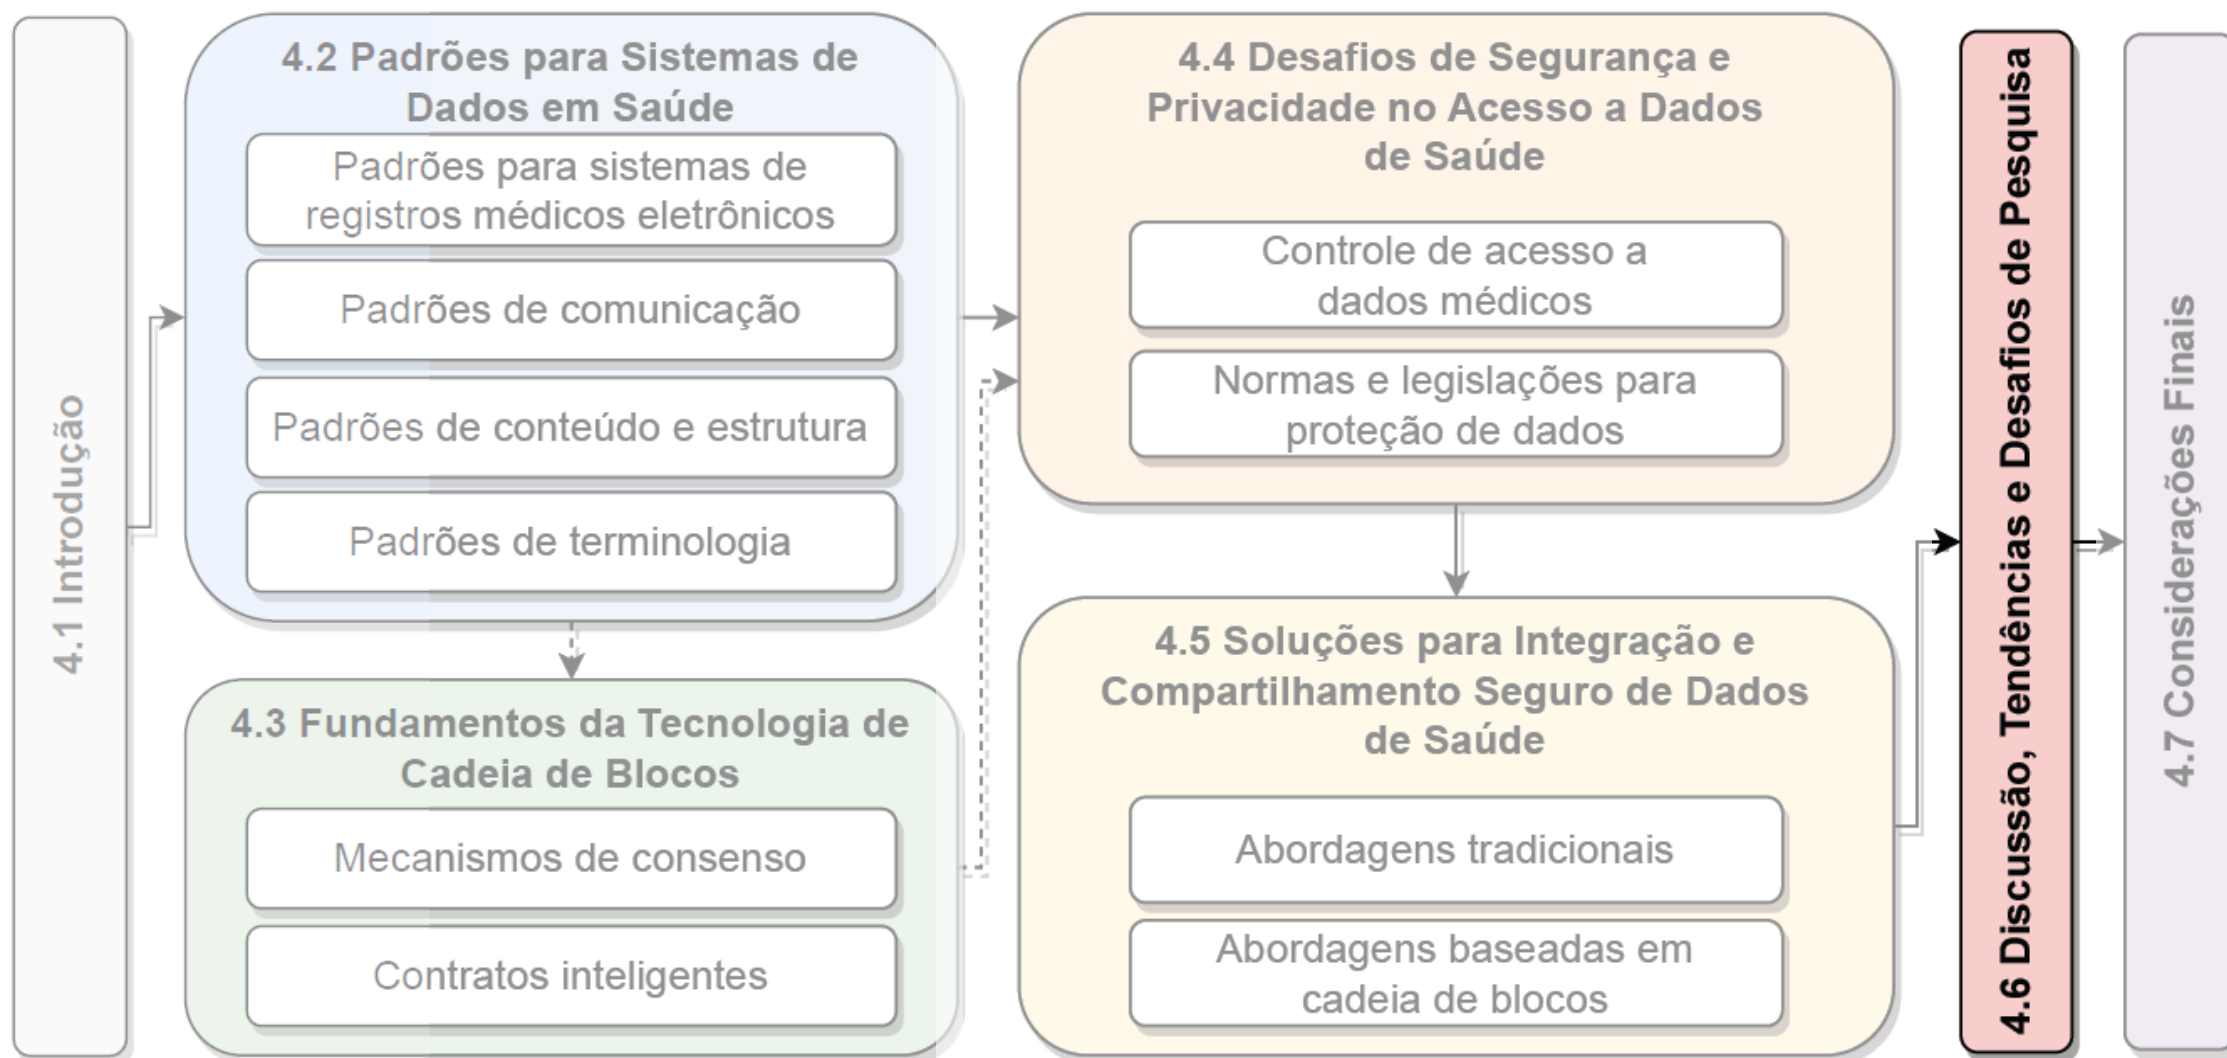 4.1 Introdução
4.2 Padrões para Sistemas de
Dados em Saúde
Padrões para sistemas de
registros médicos eletrônicos
Padrões de comunicação
Padrões de conteúdo e estrutura
Padrões de terminologia
4.3 Fundamentos da Tecnologia de
Cadeia de Blocos
Mecanismos de consenso
Contratos inteligentes
4.4 Desafios de Segurança e
Privacidade no Acesso a Dados
de Saúde
Controle de acesso a
dados médicos
Normas e legislações para
proteção de dados
4.5 Soluções para Integração e
Compartilhamento Seguro de Dados
de Saúde
Abordagens tradicionais
Abordagens baseadas em
cadeia de blocos
4.6 Discussão, Tendências e Desafios de Pesquisa
4.7 Considerações Finais